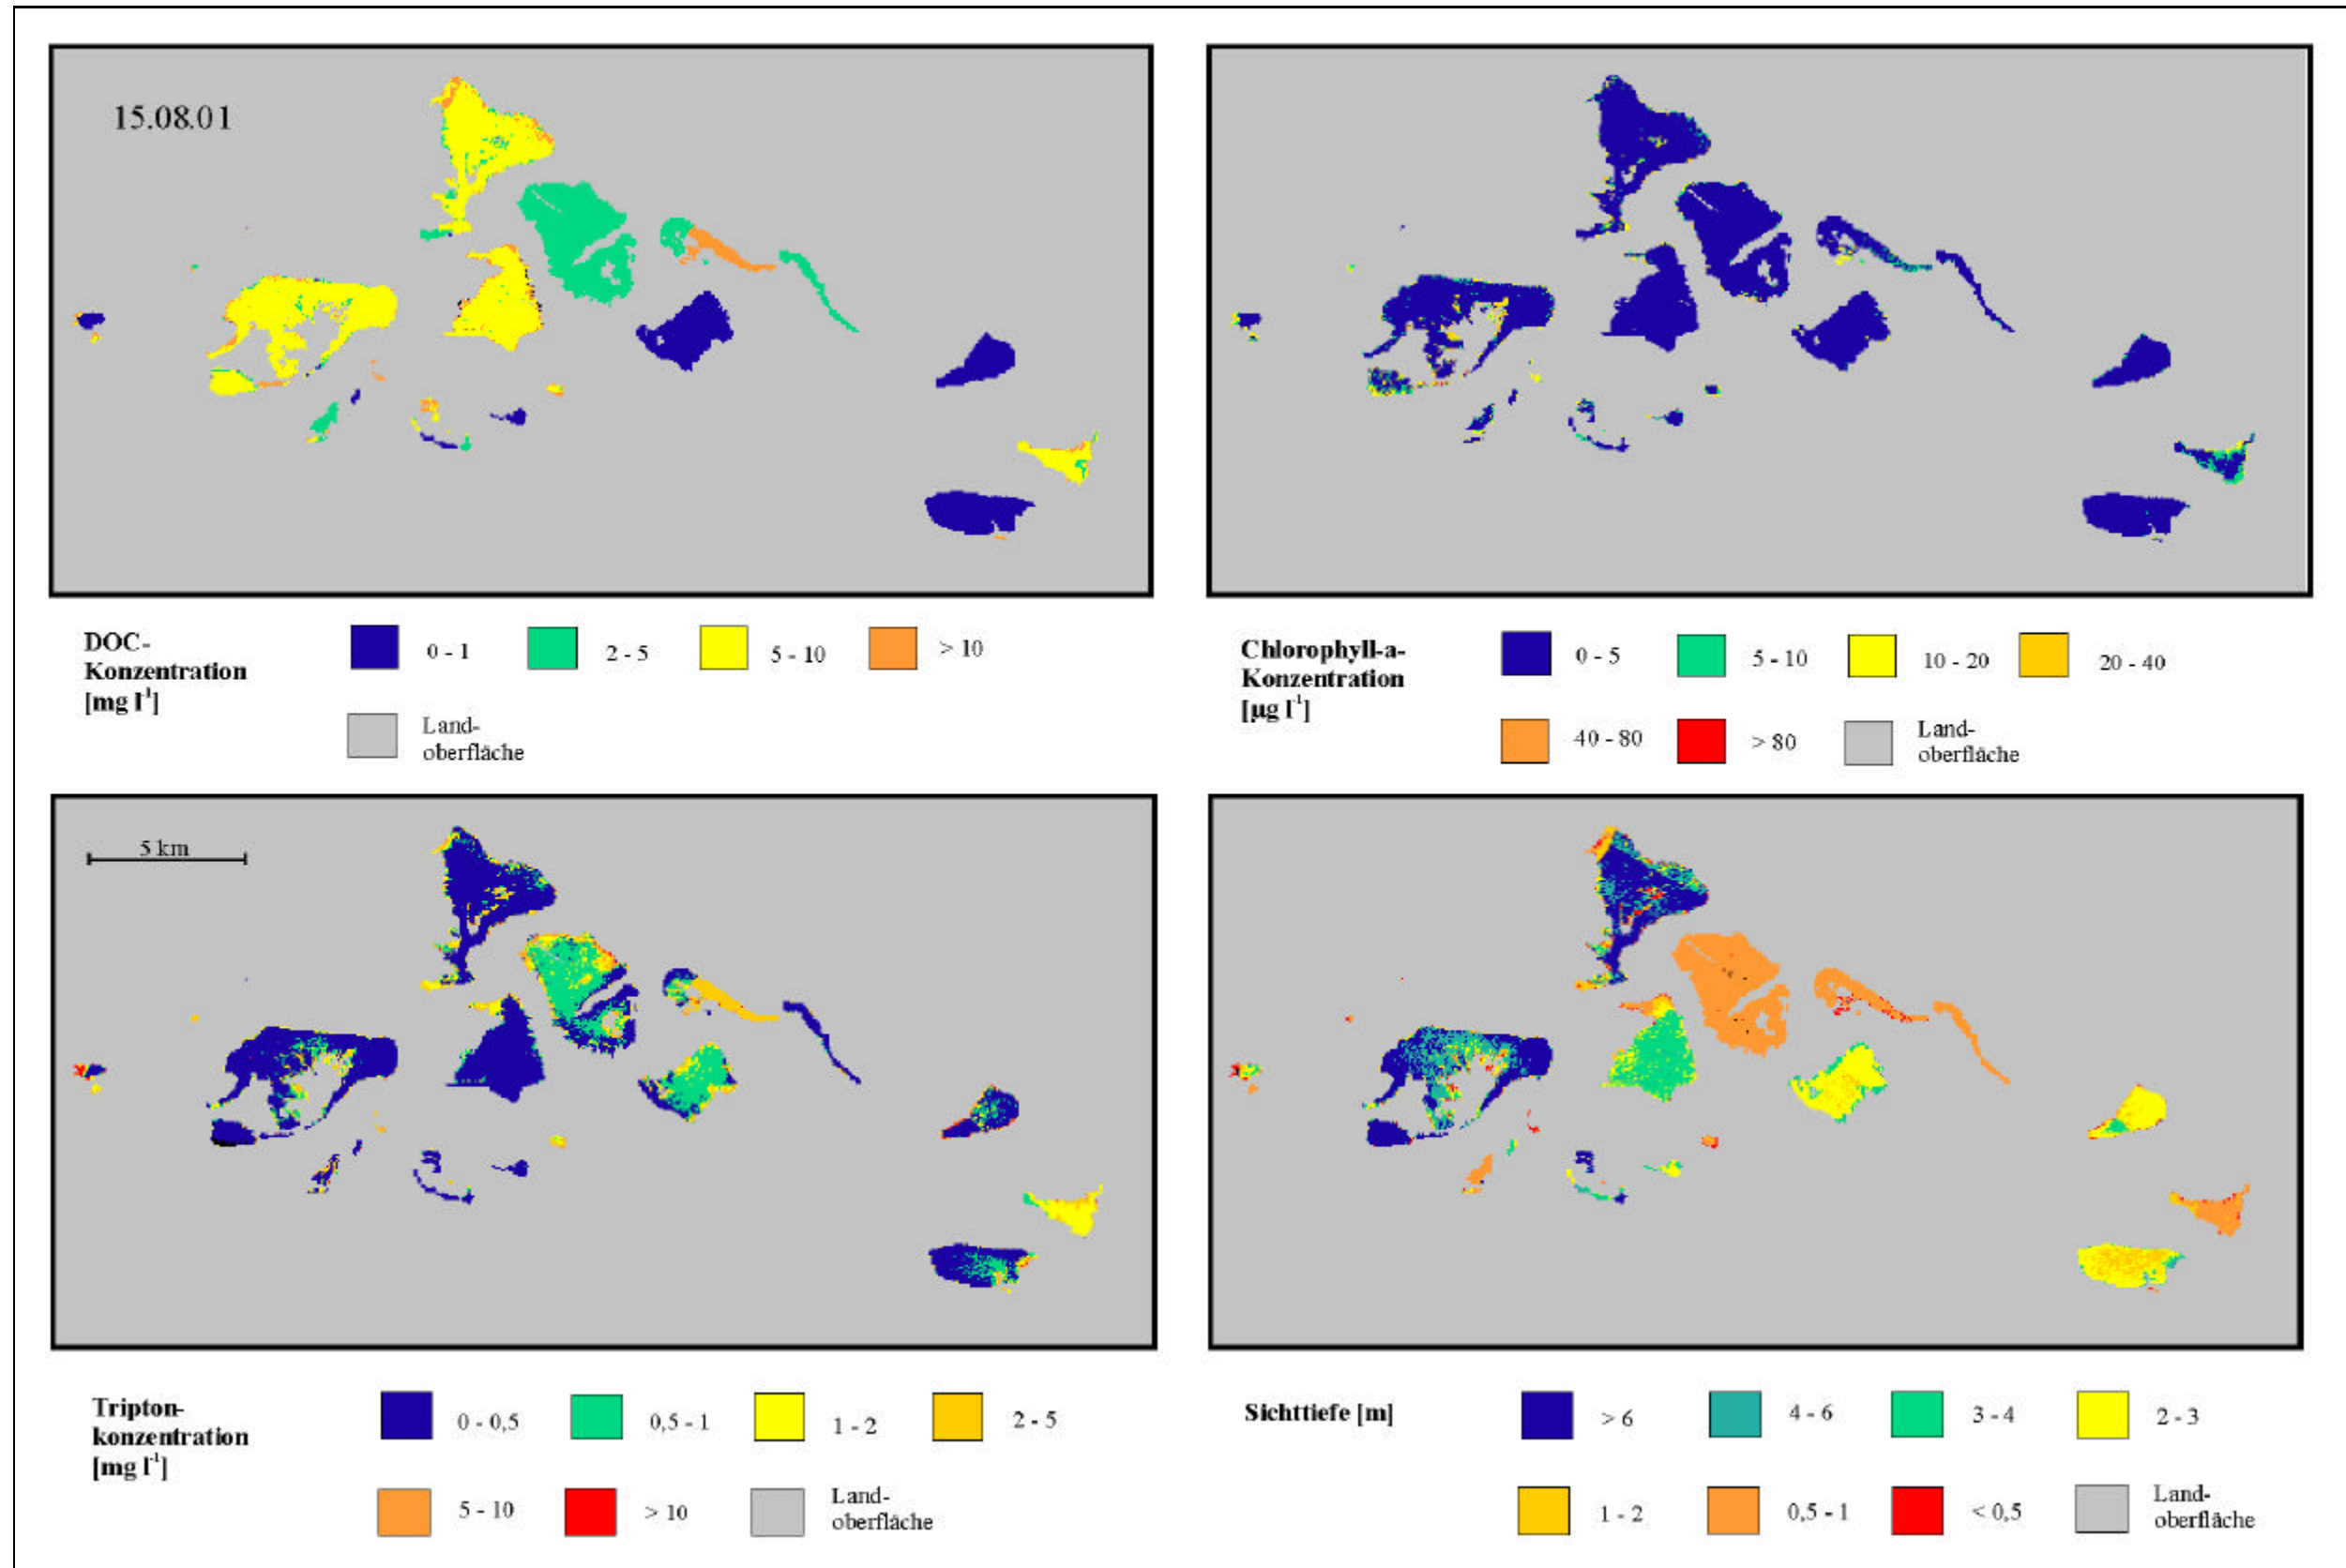 15.08.01
DOC-
Konzentration
[mg l⁻¹]
0 - 1
2 - 5
5 - 10
> 10
Land-
oberfläche
Chlorophyll-a-
Konzentration
[µg l⁻¹]
0 - 5
5 - 10
10 - 20
20 - 40
40 - 80
> 80
Land-
oberfläche
5 km
Tripton-
konzentration
[mg l⁻¹]
0 - 0,5
0,5 - 1
1 - 2
2 - 5
5 - 10
> 10
Land-
oberfläche
Sichttiefe [m]
> 6
4 - 6
3 - 4
2 - 3
1 - 2
0,5 - 1
< 0,5
Land-
oberfläche